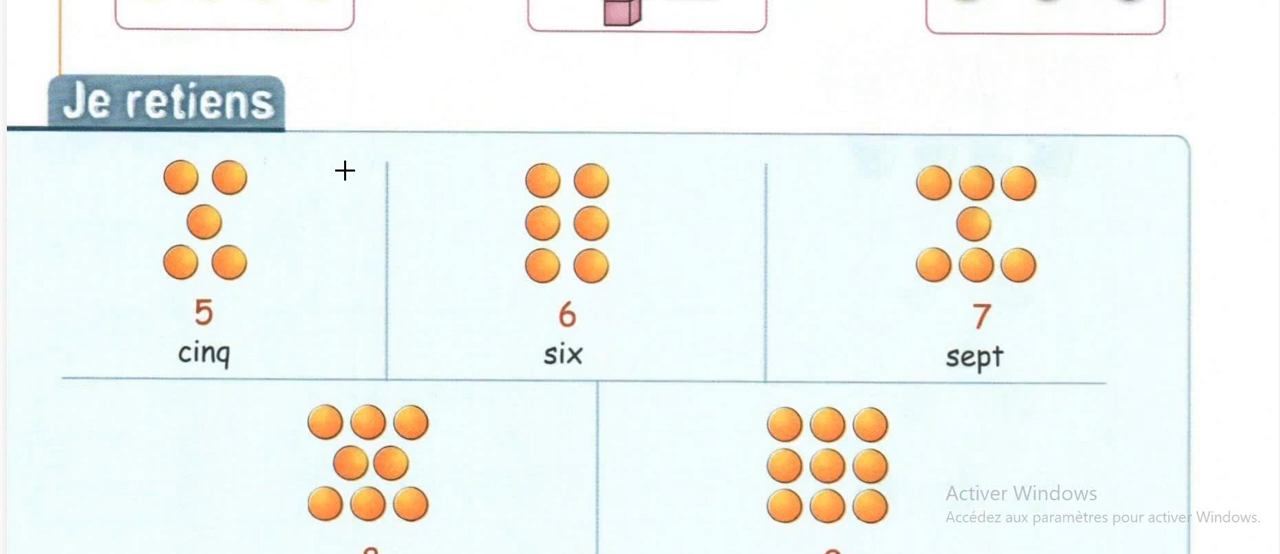 Je retiens
5
6
7
cinq
six
sept
Activer Windows
Accédez aux paramètres pour activer Windows.